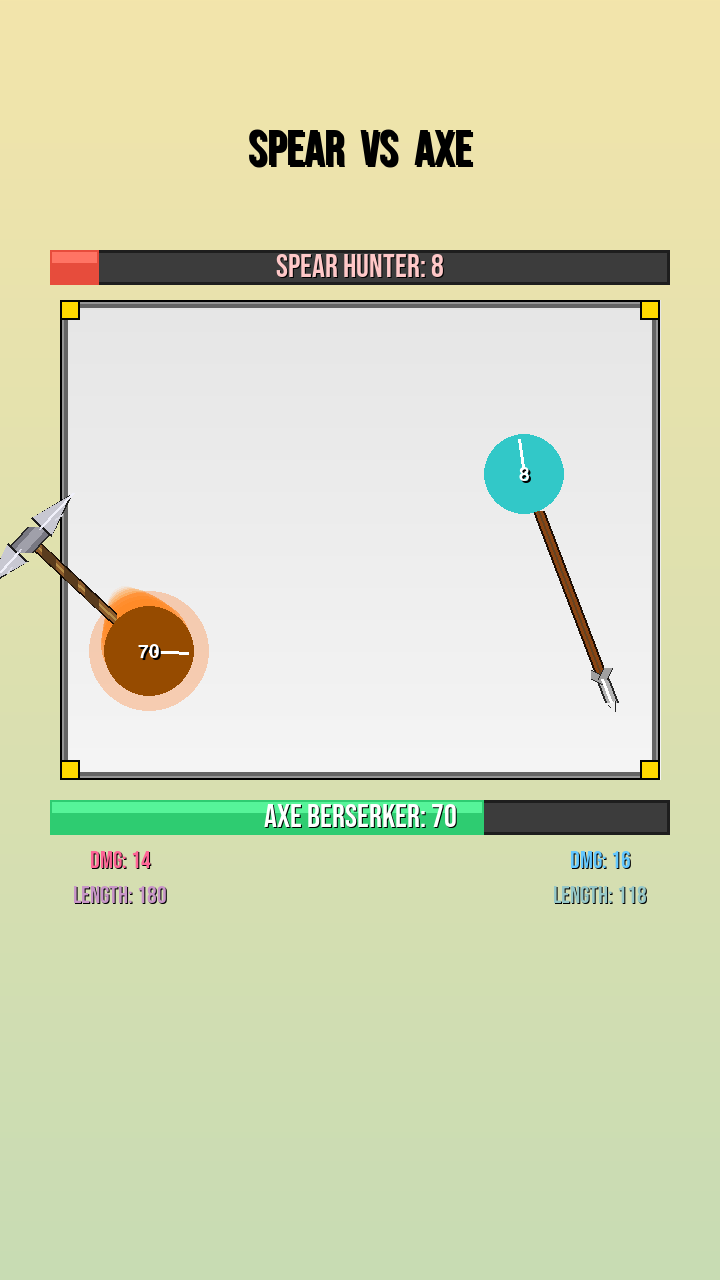 SPEAR VS AXE
SPEAR HUNTER: 8
8
70
AXE BERSERKER: 70
DMG: 14
DMG: 16
LENGTH: 180
LENGTH: 118